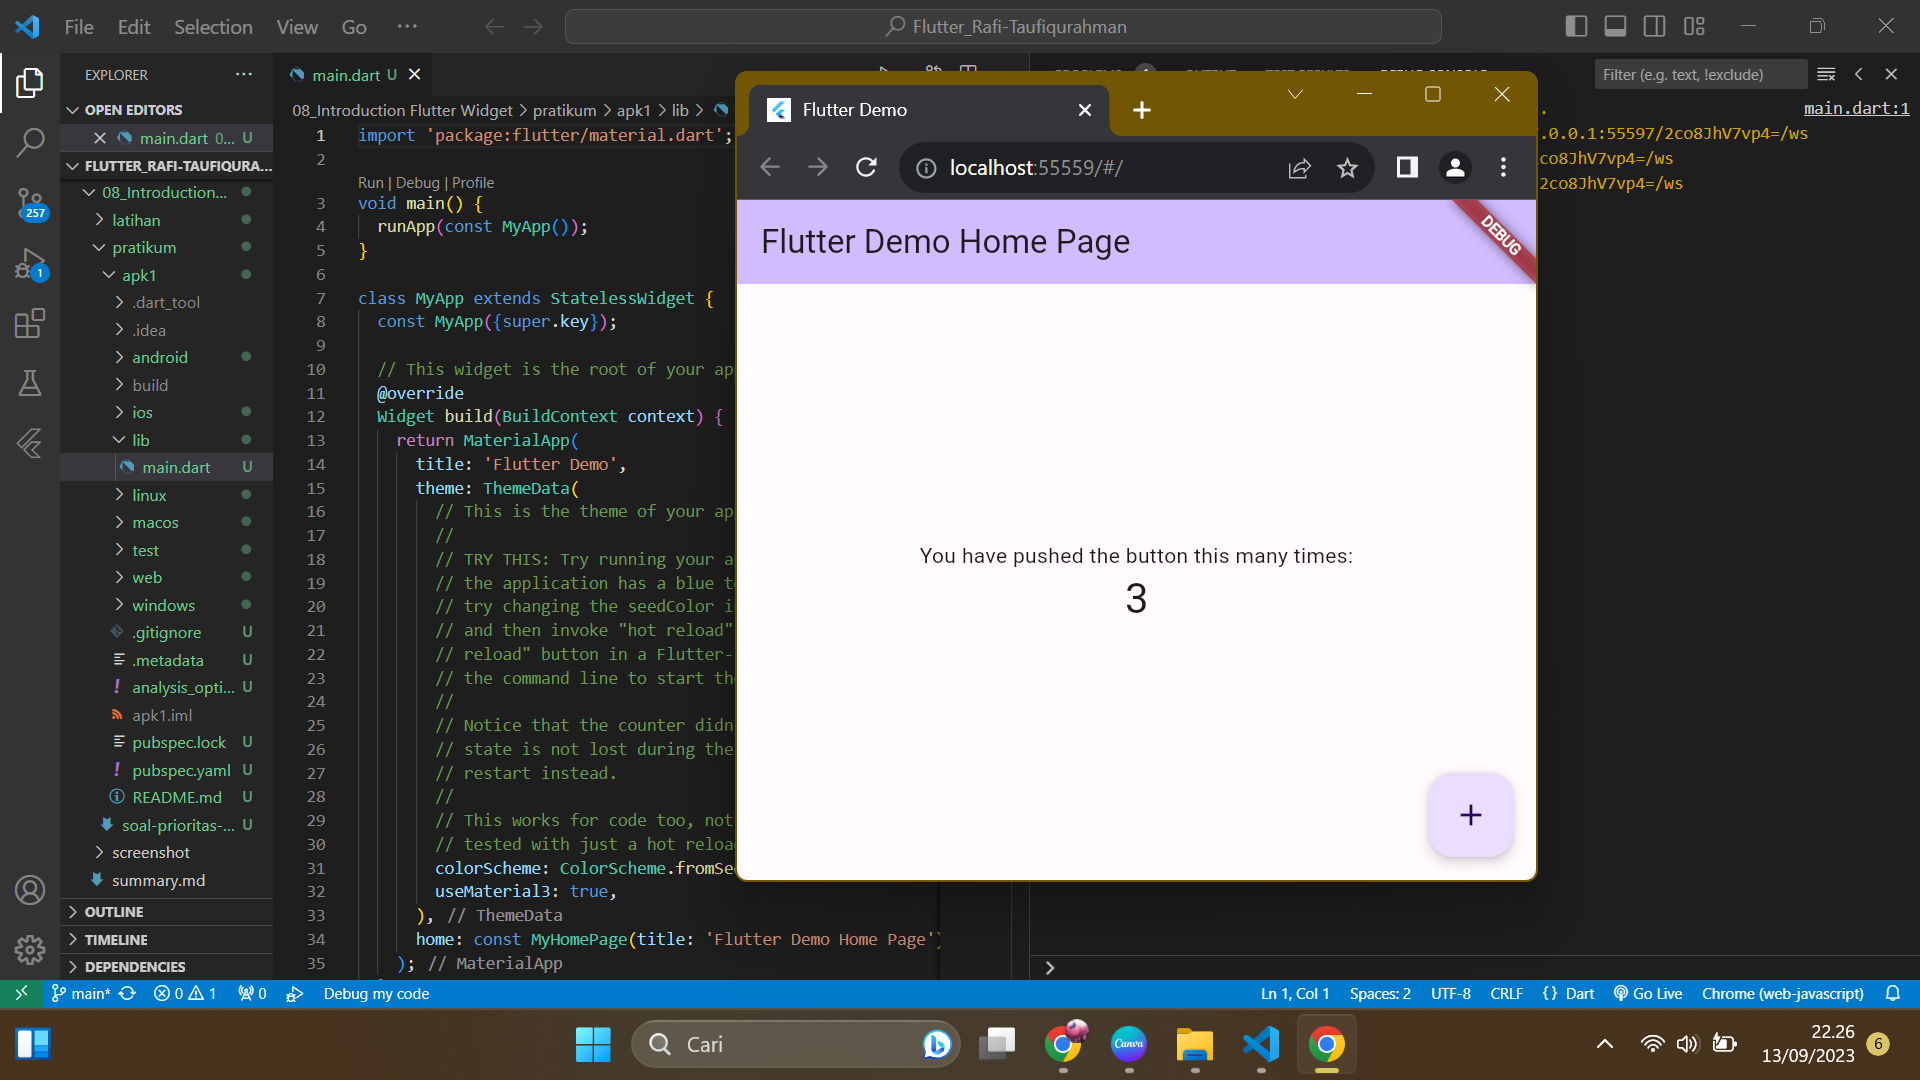 File Edit Selection View Go ···
Flutter_Rafi-Taufiqurahman
EXPLORER
OPEN EDITORS
main.dart 0... U
FLUTTER_RAFI-TAUFIQURA...
08_Introduction...
latihan
pratikum
apk1
.dart_tool
.idea
android
build
ios
lib
main.dart U
linux
macos
test
web
windows
.gitignore U
.metadata U
analysis_opti... U
apk1.iml
pubspec.lock U
pubspec.yaml U
README.md U
soal-prioritas-... U
screenshot
summary.md
OUTLINE
TIMELINE
DEPENDENCIES
257
1
main.dart U
08_Introduction Flutter Widget > pratikum > apk1 > lib >
1 import 'package:flutter/material.dart';
2
Run | Debug | Profile
3 void main() {
4 runApp(const MyApp());
5 }
6
7 class MyApp extends StatelessWidget {
8 const MyApp({super.key});
9
10 // This widget is the root of your ap
11 @override
12 Widget build(BuildContext context) {
13 return MaterialApp(
14 title: 'Flutter Demo',
15 theme: ThemeData(
16 // This is the theme of your ap
17 //
18 // TRY THIS: Try running your a
19 // the application has a blue t
20 // try changing the seedColor i
21 // and then invoke "hot reload"
22 // reload" button in a Flutter-
23 // the command line to start th
24 //
25 // Notice that the counter didn
26 // state is not lost during the
27 // restart instead.
28 //
29 // This works for code too, not
30 // tested with just a hot reloa
31 colorScheme: ColorScheme.fromSe
32 useMaterial3: true,
33 ), // ThemeData
34 home: const MyHomePage(title: 'Flutter Demo Home Page')
35 ); // MaterialApp
Flutter Demo
localhost:55559/#/
Flutter Demo Home Page
DEBUG
You have pushed the button this many times:
3
+
Filter (e.g. text, !exclude)
main.dart:1
.0.0.1:55597/2co8JhV7vp4=/ws
co8JhV7vp4=/ws
2co8JhV7vp4=/ws
main* 0 1 0 Debug my code
Ln 1, Col 1 Spaces: 2 UTF-8 CRLF {} Dart Go Live Chrome (web-javascript)
Cari
Canva
22.26
13/09/2023
6